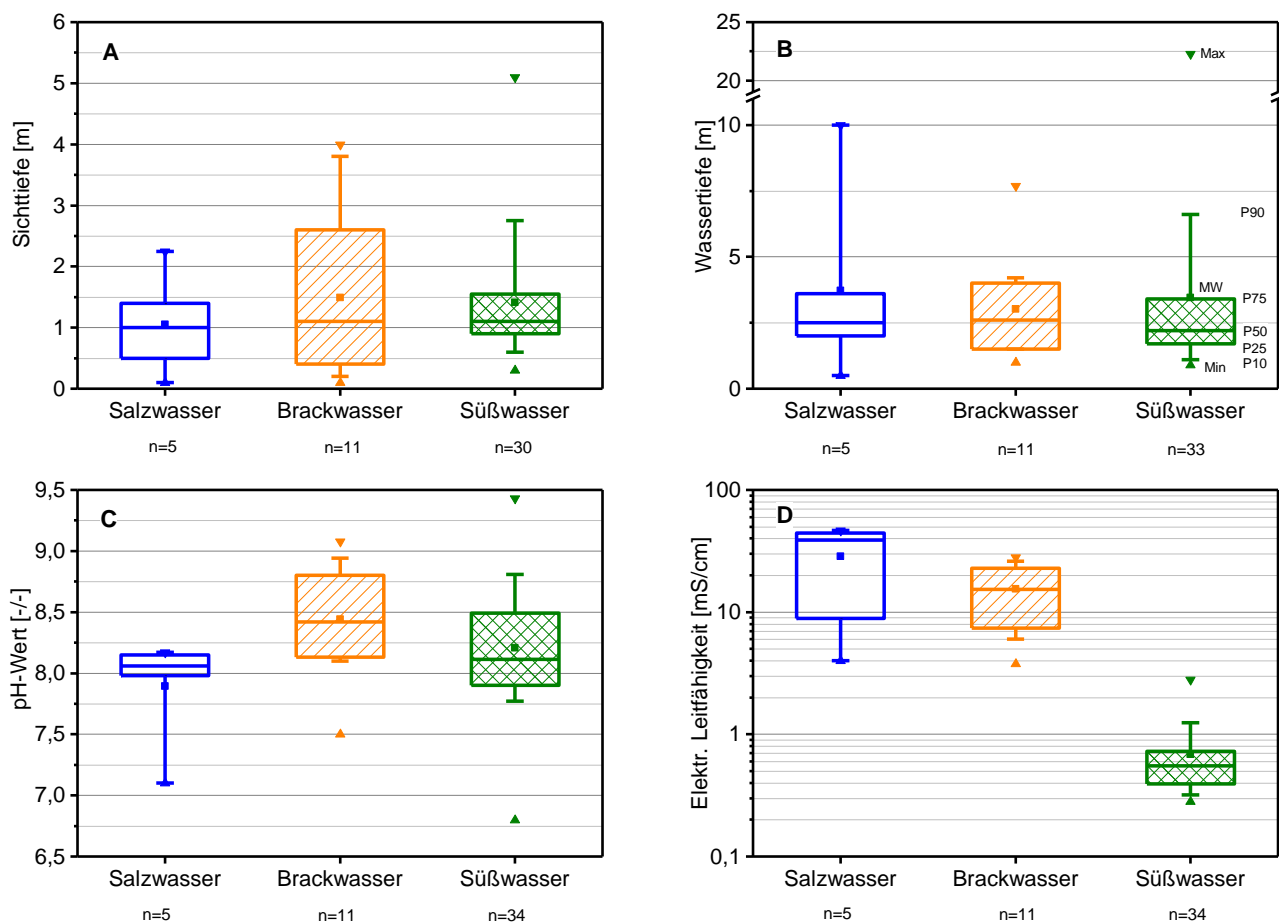 A
Sichttiefe [m]
6
5
4
3
2
1
0
Salzwasser Brackwasser Süßwasser
n=5 n=11 n=30
B
Wassertiefe [m]
25
20
10
5
0
Max
P90
MW
P75
P50
P25
P10
Min
Salzwasser Brackwasser Süßwasser
n=5 n=11 n=33
C
pH-Wert [-/-]
9,5
9,0
8,5
8,0
7,5
7,0
6,5
Salzwasser Brackwasser Süßwasser
n=5 n=11 n=34
D
Elektr. Leitfähigkeit [mS/cm]
100
10
1
0,1
Salzwasser Brackwasser Süßwasser
n=5 n=11 n=34